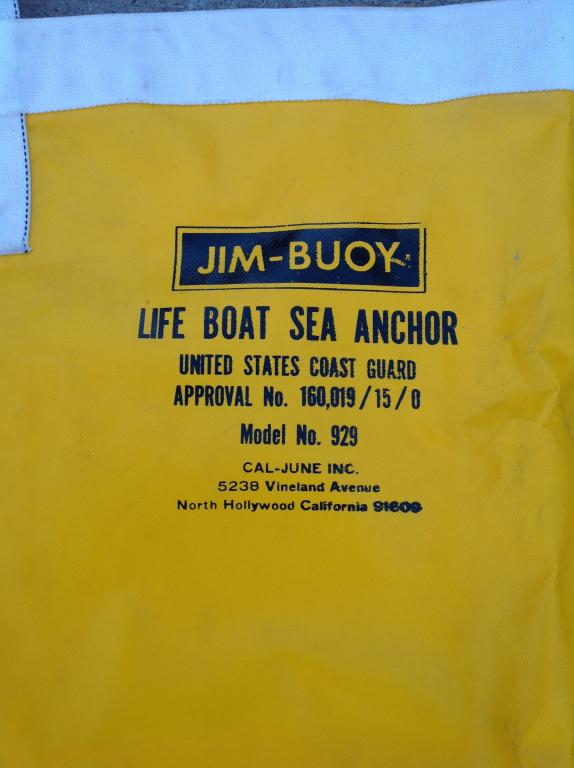 JIM-BUOY
LIFE BOAT SEA ANCHOR
UNITED STATES COAST GUARD
APPROVAL No. 160,019/15/0
Model No. 929
CAL-JUNE INC.
5238 Vineland Avenue
North Hollywood California